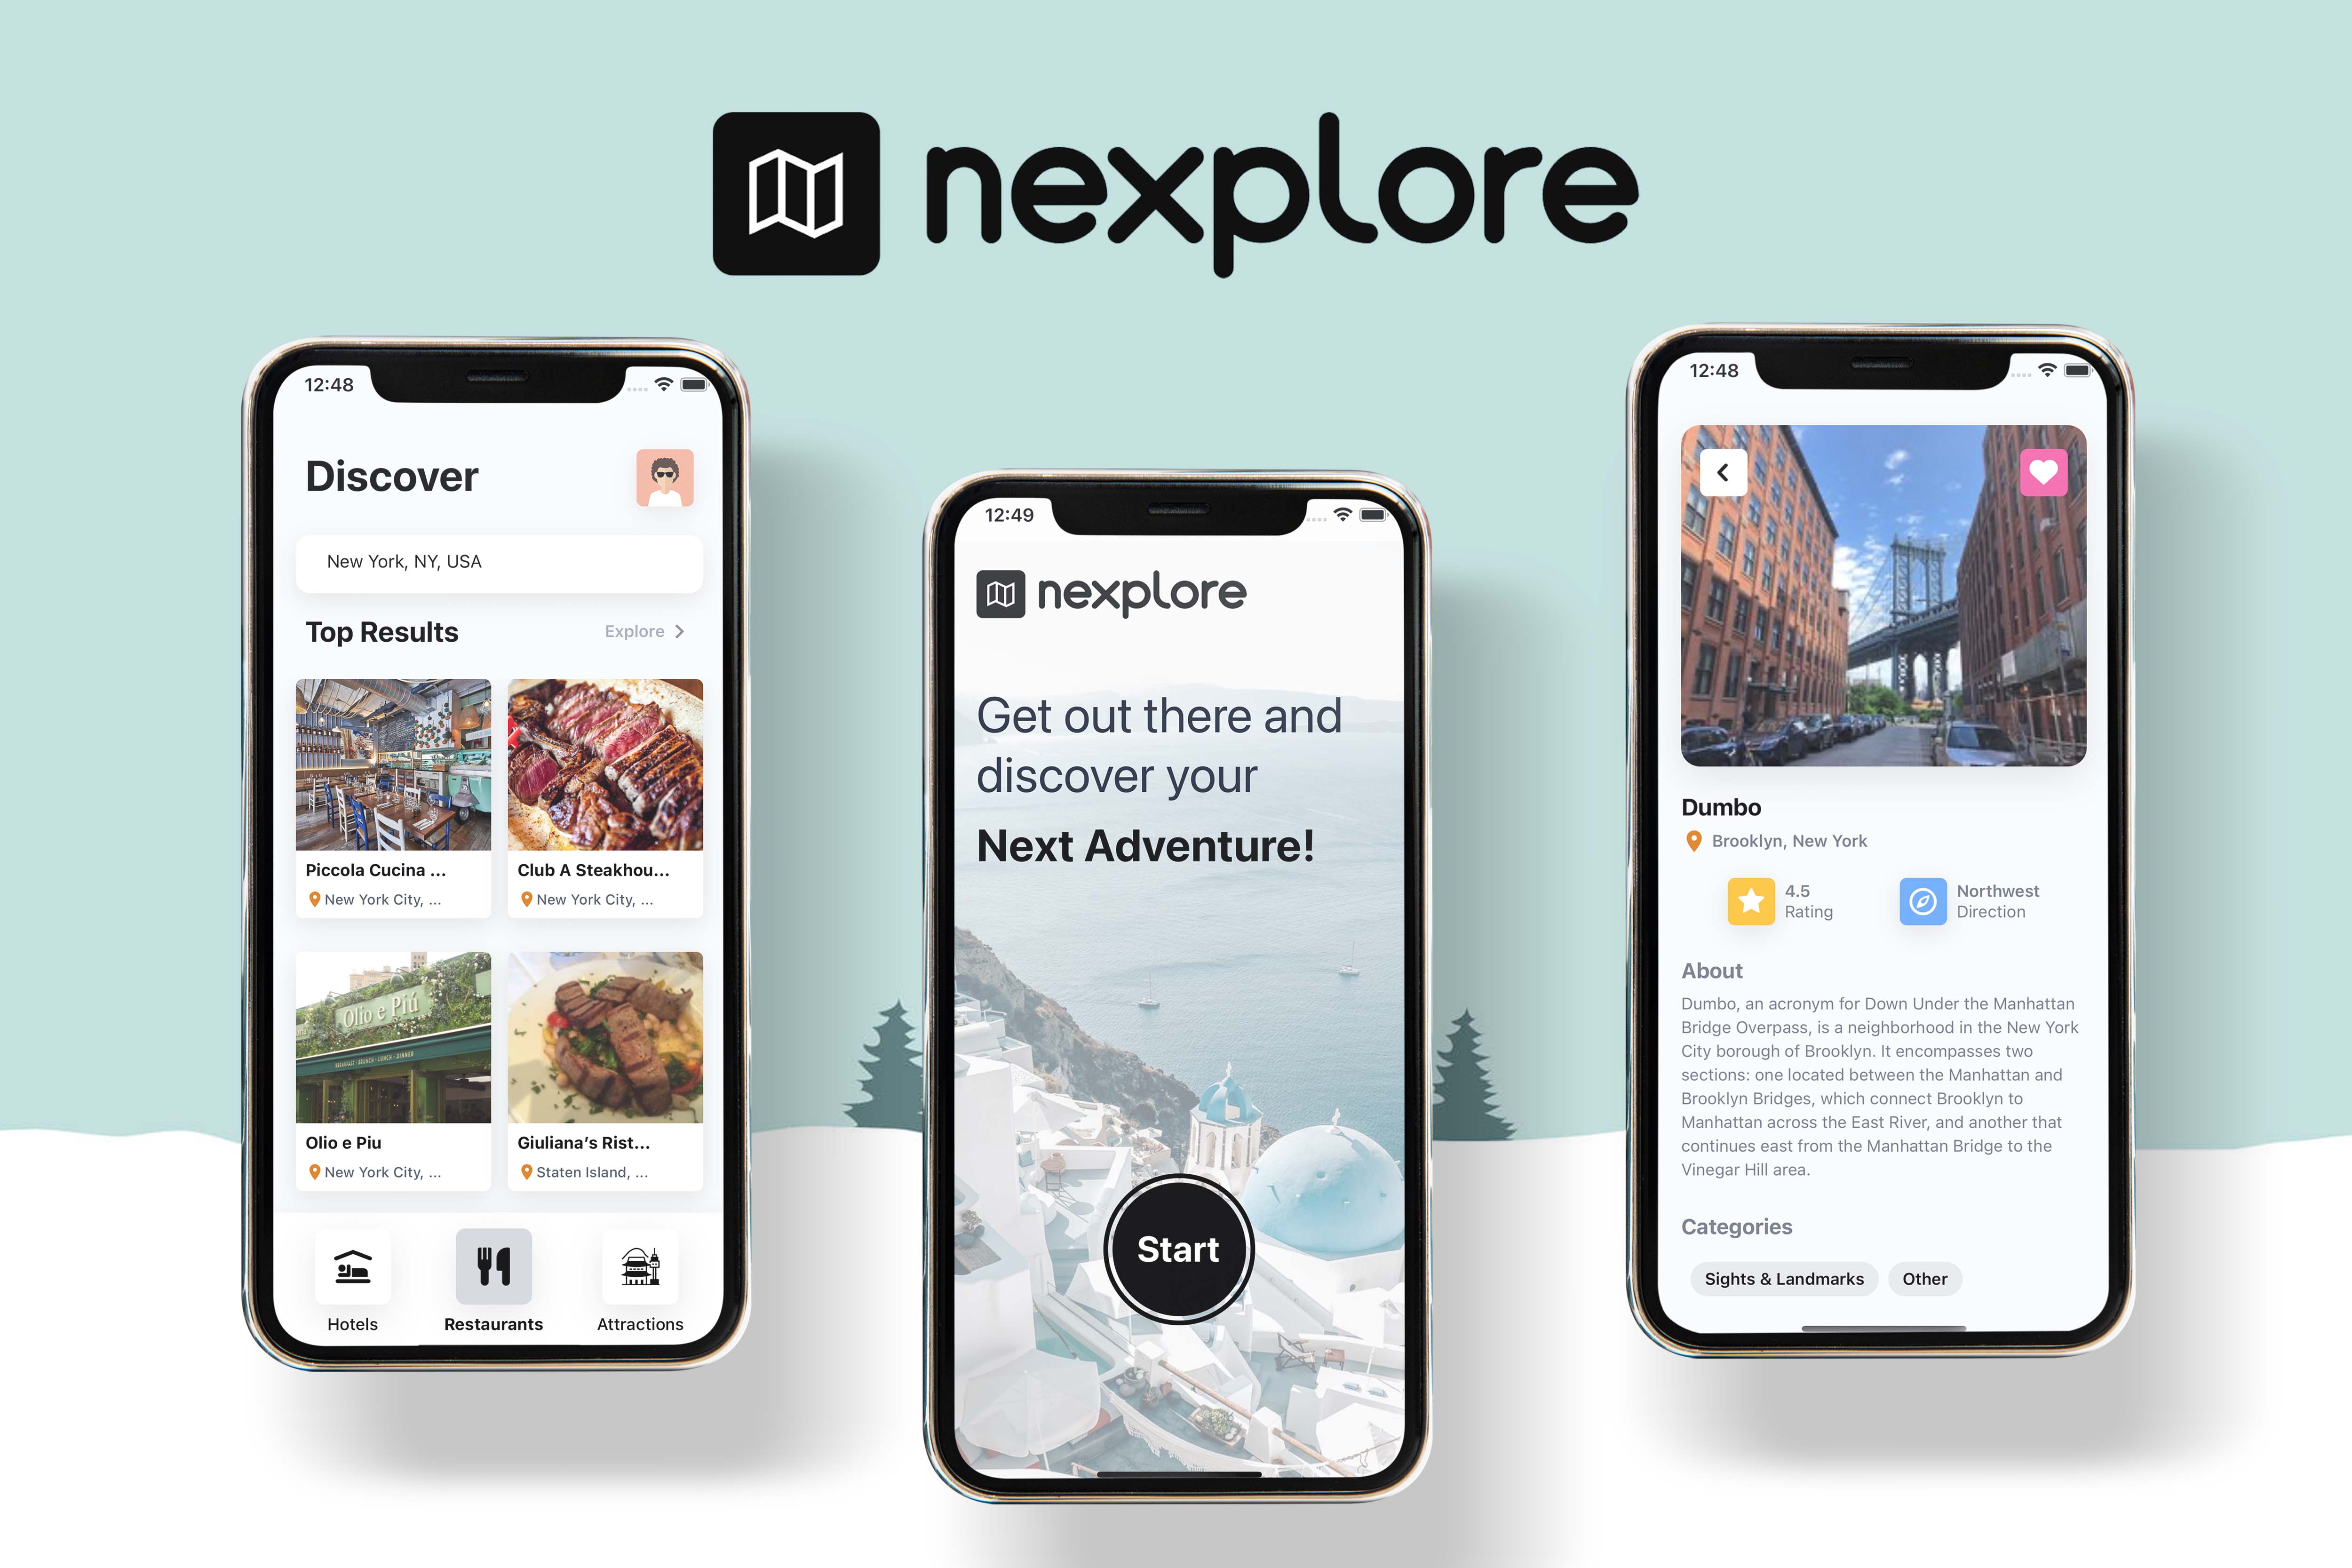 nexplore
12:48
Discover
New York, NY, USA
Top Results
Explore
Piccola Cucina ...
New York City, ...
Club A Steakhou...
New York City, ...
Olio e Piú
BREAKFAST · BRUNCH · LUNCH · DINNER
Olio e Piu
New York City, ...
Giuliana’s Rist...
Staten Island, ...
Hotels
Restaurants
Attractions
12:49
nexplore
Get out there and
discover your
Next Adventure!
Start
12:48
Dumbo
Brooklyn, New York
4.5
Rating
Northwest
Direction
About
Dumbo, an acronym for Down Under the Manhattan
Bridge Overpass, is a neighborhood in the New York
City borough of Brooklyn. It encompasses two
sections: one located between the Manhattan and
Brooklyn Bridges, which connect Brooklyn to
Manhattan across the East River, and another that
continues east from the Manhattan Bridge to the
Vinegar Hill area.
Categories
Sights & Landmarks
Other